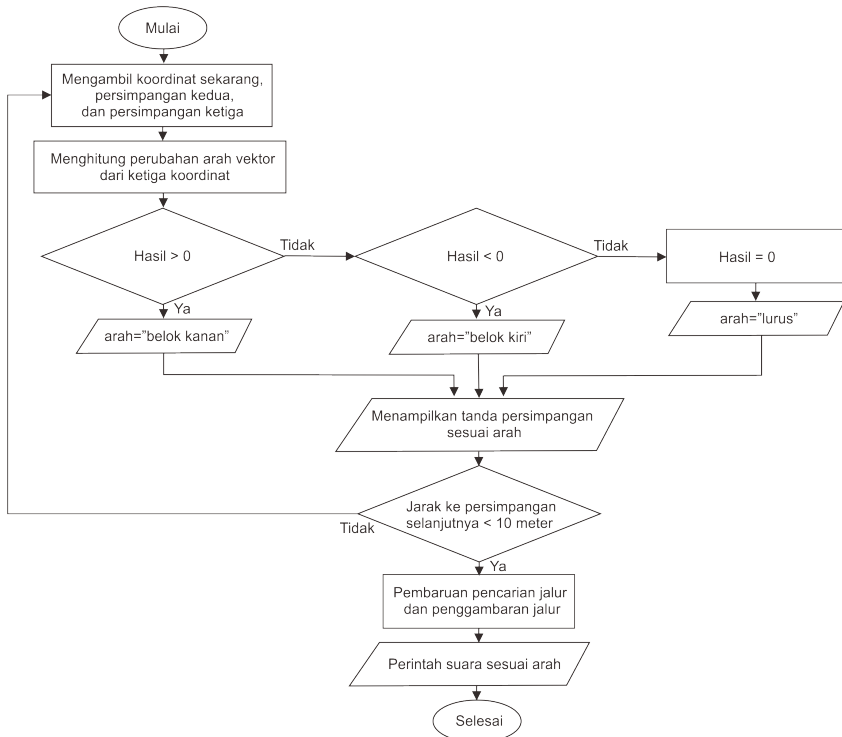 Mulai
Mengambil koordinat sekarang,
persimpangan kedua,
dan persimpangan ketiga
Menghitung perubahan arah vektor
dari ketiga koordinat
Hasil > 0
Tidak
Hasil < 0
Tidak
Hasil = 0
Ya
Ya
arah="belok kanan"
arah="belok kiri"
arah="lurus"
Menampilkan tanda persimpangan
sesuai arah
Jarak ke persimpangan
selanjutnya < 10 meter
Tidak
Ya
Pembaruan pencarian jalur
dan penggambaran jalur
Perintah suara sesuai arah
Selesai